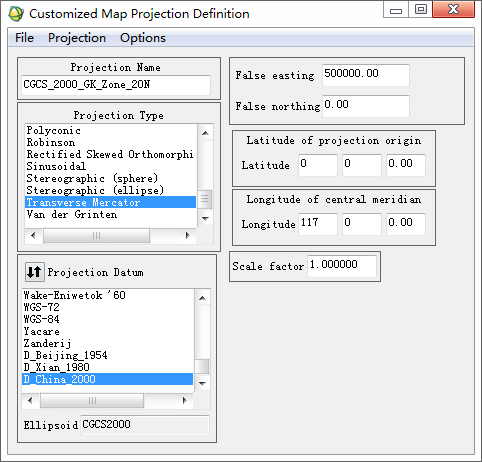 Customized Map Projection Definition
File Projection Options
Projection Name
CGCS_2000_GK_Zone_20N
Projection Type
Polyconic
Robinson
Rectified Skewed Orthomorphi
Sinusoidal
Stereographic (sphere)
Stereographic (ellipse)
Transverse Mercator
Van der Grinten
Projection Datum
Wake-Eniwetok '60
WGS-72
WGS-84
Yacare
Zanderij
D_Beijing_1954
D_Xian_1980
D_China_2000
Ellipsoid CGCS2000
False easting 500000.00
False northing 0.00
Latitude of projection origin
Latitude 0 0 0.00
Longitude of central meridian
Longitude 117 0 0.00
Scale factor 1.000000